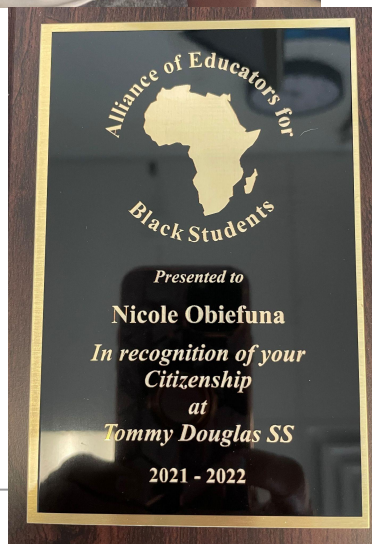 Alliance of Educators for
Black Students
Presented to
Nicole Obiefuna
In recognition of your
Citizenship
at
Tommy Douglas SS
2021 - 2022